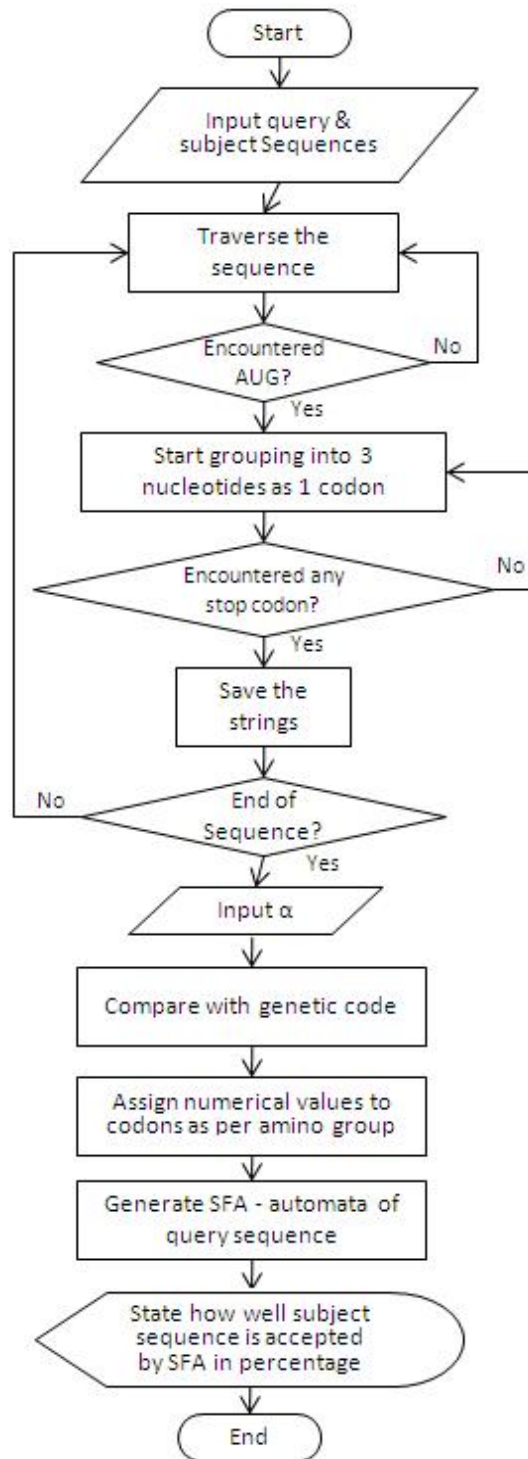 Start
Input query &
subject Sequences
Traverse the
sequence
Encountered
AUG?
No
Yes
Start grouping into 3
nucleotides as 1 codon
Encountered any
stop codon?
No
Yes
Save the
strings
No
End of
Sequence?
Yes
Input α
Compare with genetic code
Assign numerical values to
codons as per amino group
Generate SFA - automata of
query sequence
State how well subject
sequence is accepted
by SFA in percentage
End